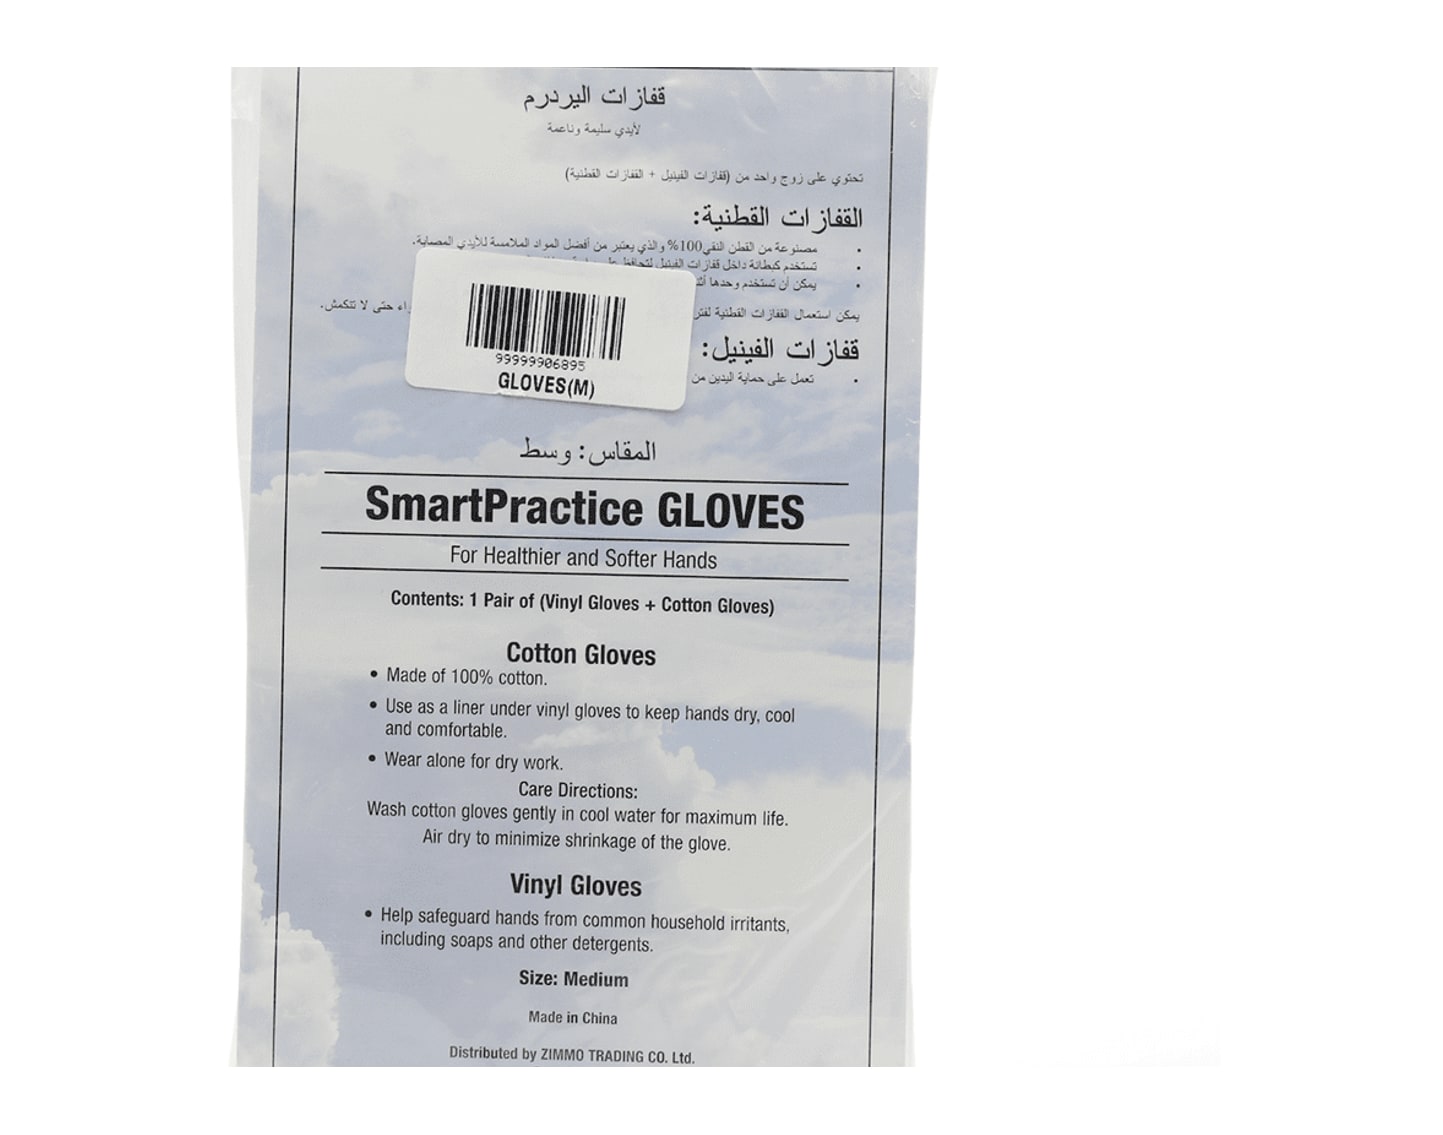 قفازات اليردرم
لأيدي سليمة وناعمة
تحتوي على زوج واحد من (قفازات الفينيل + القفازات القطنية)
القفازات القطنية:
• مصنوعة من القطن النقي100% والذي يعتبر من أفضل المواد الملامسة للأيدي المصابة.
• تستخدم كبطانة داخل قفازات الفينيل لتحافظ على
• يمكن أن تستخدم وحدها
يمكن استعمال القفازات القطنية حتى لا تنكمش.
قفازات الفينيل:
• تعمل على حماية اليدين من
99999906895
GLOVES(M)
المقاس: وسط
SmartPractice GLOVES
For Healthier and Softer Hands
Contents: 1 Pair of (Vinyl Gloves + Cotton Gloves)
Cotton Gloves
• Made of 100% cotton.
• Use as a liner under vinyl gloves to keep hands dry, cool
and comfortable.
• Wear alone for dry work.
Care Directions:
Wash cotton gloves gently in cool water for maximum life.
Air dry to minimize shrinkage of the glove.
Vinyl Gloves
• Help safeguard hands from common household irritants,
including soaps and other detergents.
Size: Medium
Made in China
Distributed by ZIMMO TRADING CO. Ltd.